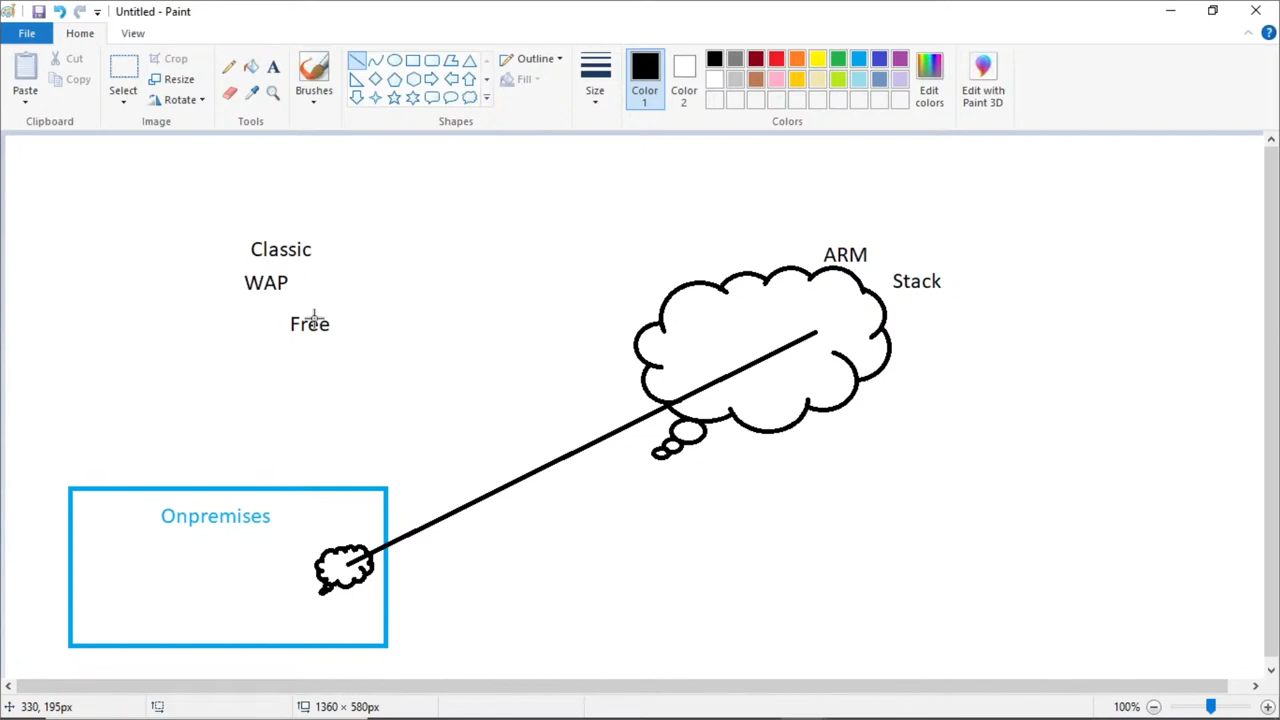 Untitled - Paint
File Home View
Cut
Copy
Paste
Clipboard
Select
Crop
Resize
Rotate
Image
A
Tools
Brushes
Shapes
Outline
Fill
Size
Color 1
Color 2
Edit colors
Colors
Edit with Paint 3D
Classic
WAP
Free
ARM
Stack
Onpremises
330, 195px
1360 × 580px
100%